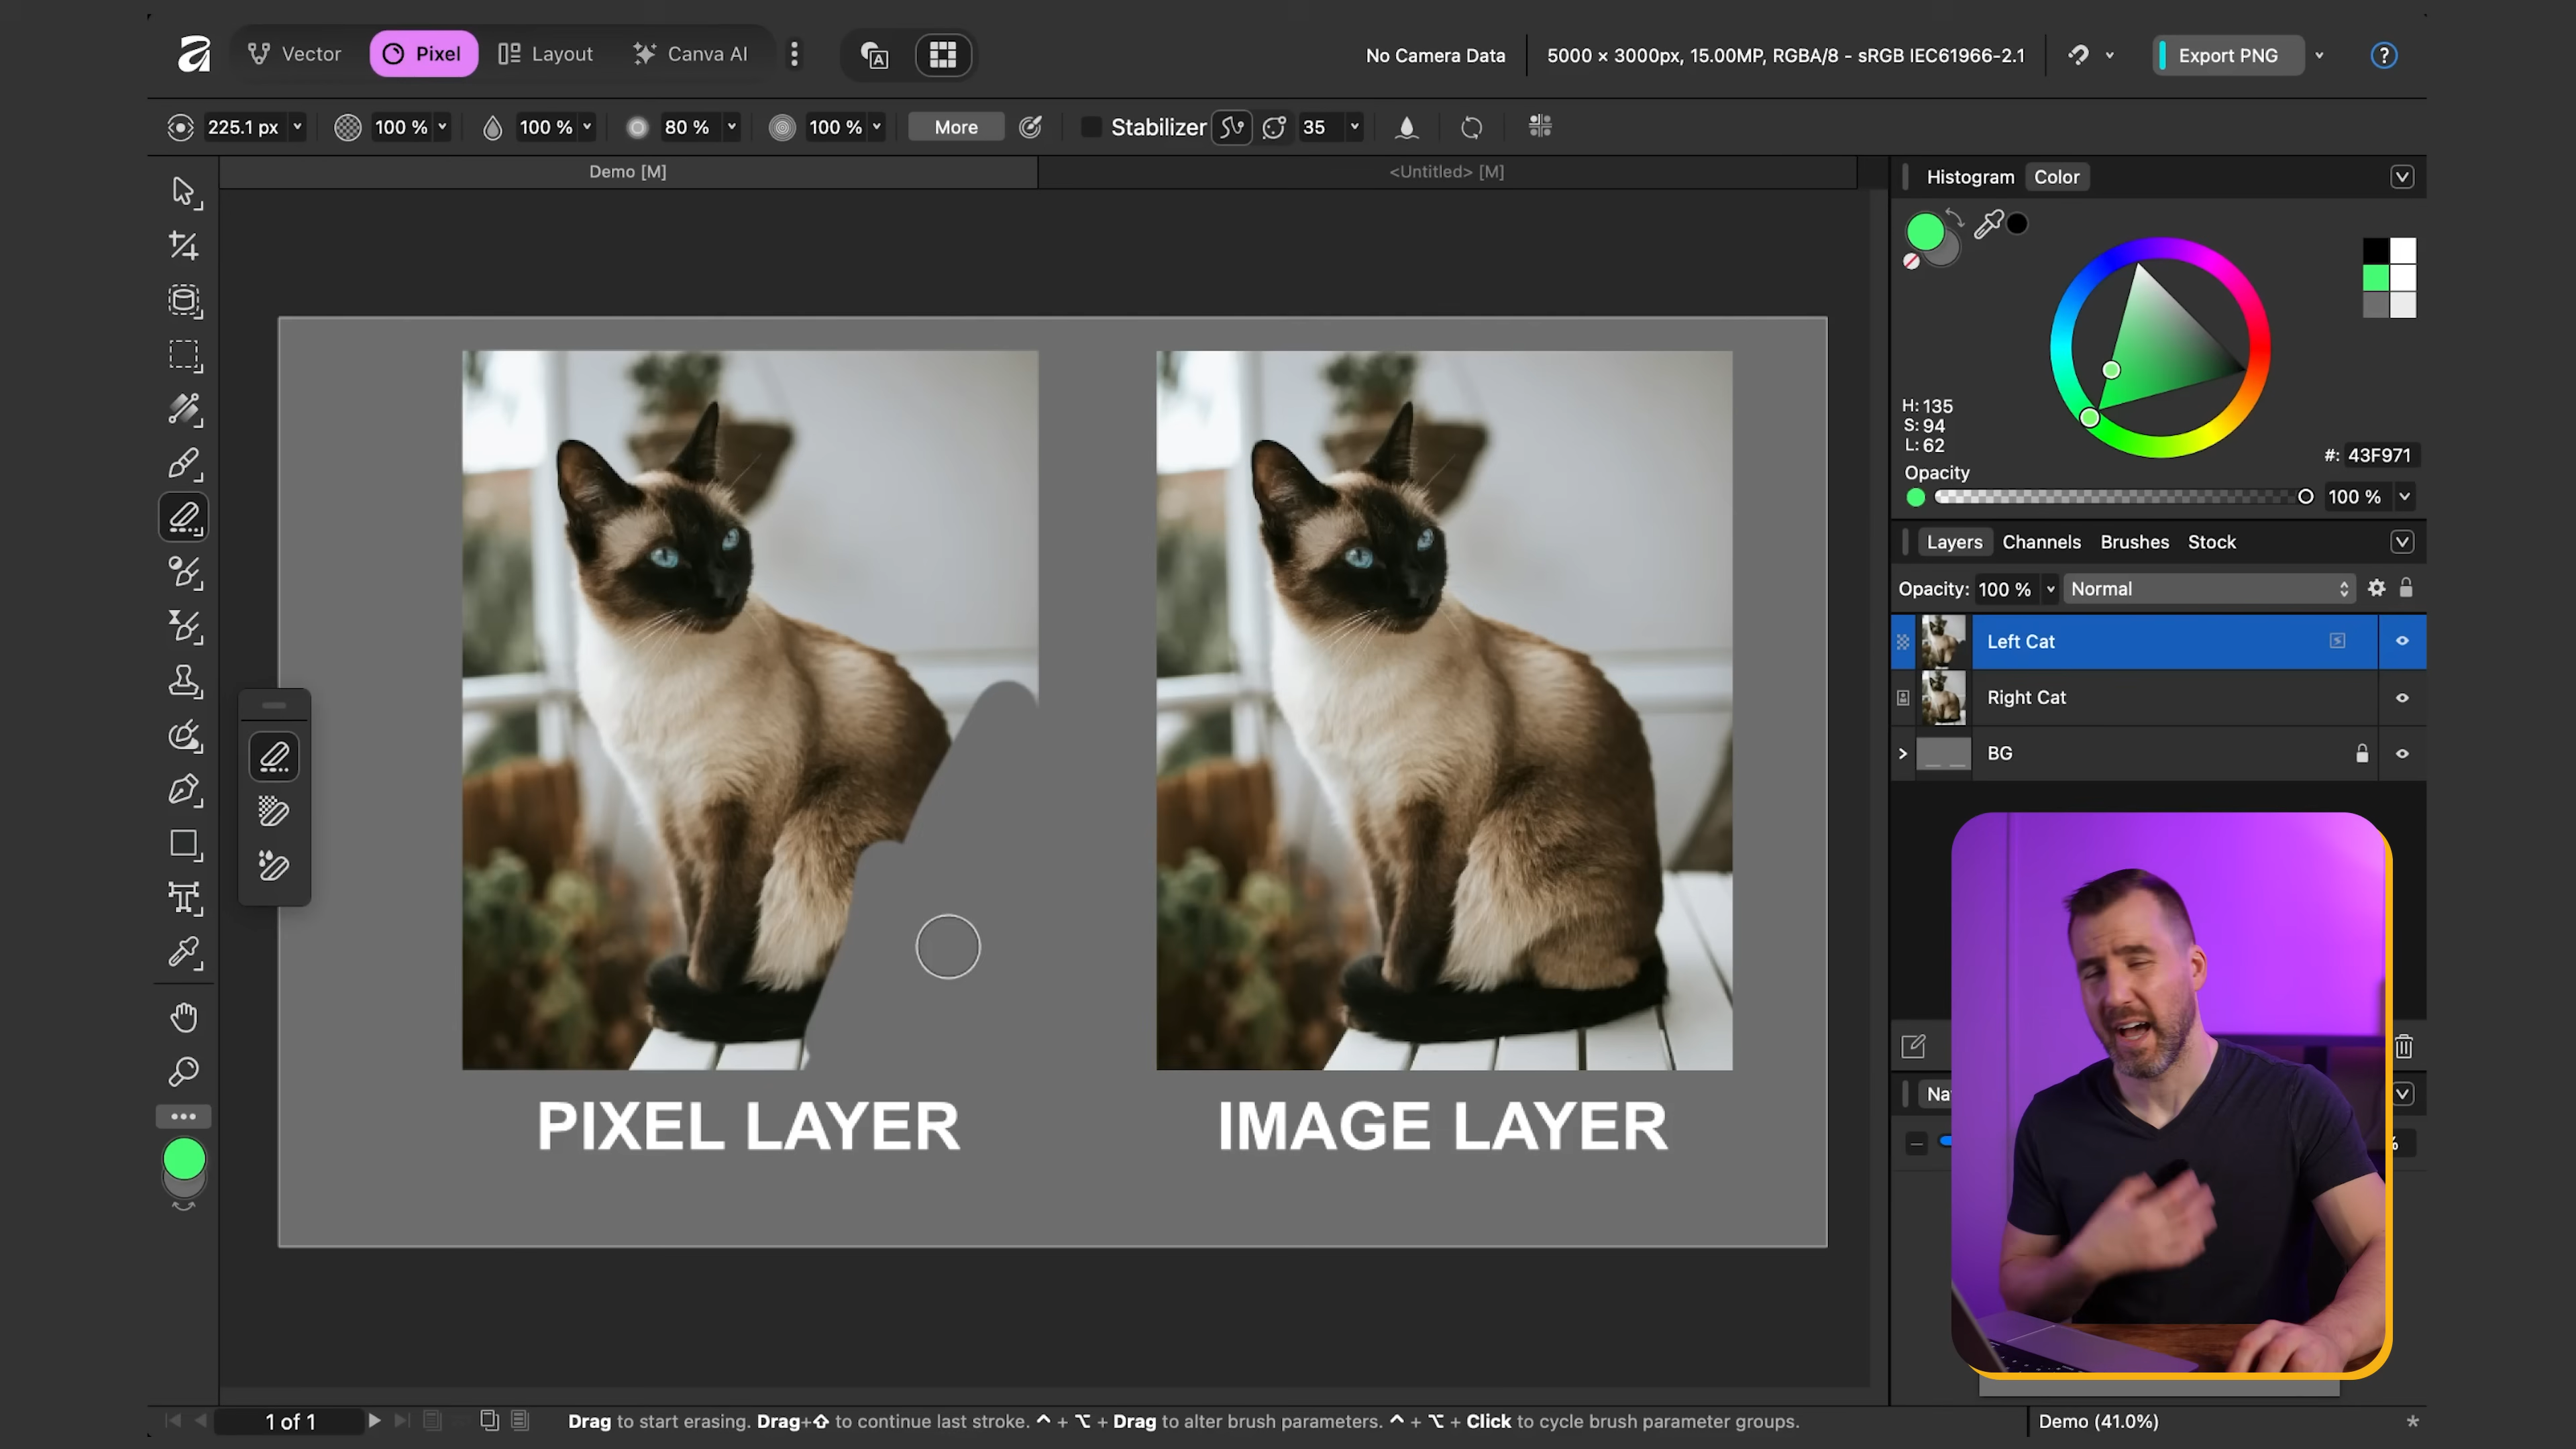 Vector Pixel Layout Canva AI
No Camera Data 5000 × 3000px, 15.00MP, RGBA/8 - sRGB IEC61966-2.1 Export PNG ?
225.1 px 100 % 100 % 80 % 100 % More Stabilizer 35
Demo [M] <Untitled> [M]
Histogram Color
H: 135
S: 94
L: 62
#: 43F971
Opacity
100 %
Layers Channels Brushes Stock
Opacity: 100 % Normal
Left Cat
Right Cat
BG
PIXEL LAYER IMAGE LAYER
Na
%
1 of 1 Drag to start erasing. Drag+⇧ to continue last stroke. ^ + ⌥ + Drag to alter brush parameters. ^ + ⌥ + Click to cycle brush parameter groups. Demo (41.0%) *